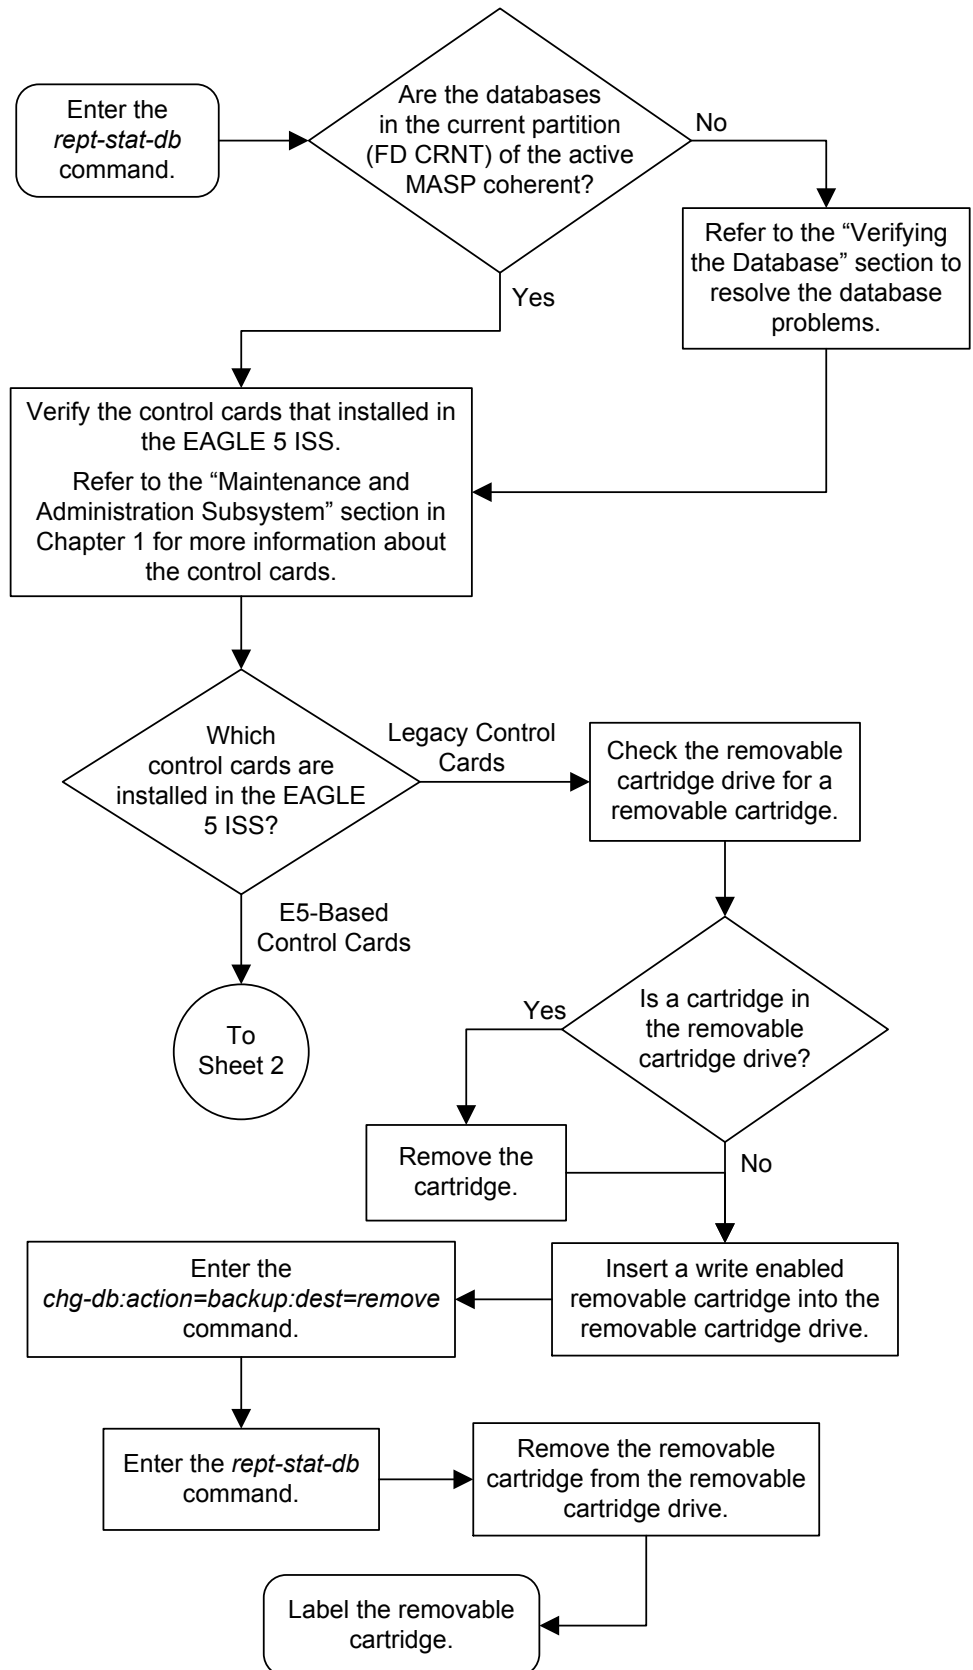 Enter the
rept-stat-db
command.
Are the databases
in the current partition
(FD CRNT) of the active
MASP coherent?
No
Refer to the “Verifying
the Database” section to
resolve the database
problems.
Yes
Verify the control cards that installed in
the EAGLE 5 ISS.
Refer to the “Maintenance and
Administration Subsystem” section in
Chapter 1 for more information about
the control cards.
Which
control cards are
installed in the EAGLE
5 ISS?
Legacy Control
Cards
Check the removable
cartridge drive for a
removable cartridge.
E5-Based
Control Cards
To
Sheet 2
Is a cartridge in
the removable
cartridge drive?
Yes
Remove the
cartridge.
No
Insert a write enabled
removable cartridge into the
removable cartridge drive.
Enter the
chg-db:action=backup:dest=remove
command.
Enter the rept-stat-db
command.
Remove the removable
cartridge from the removable
cartridge drive.
Label the removable
cartridge.